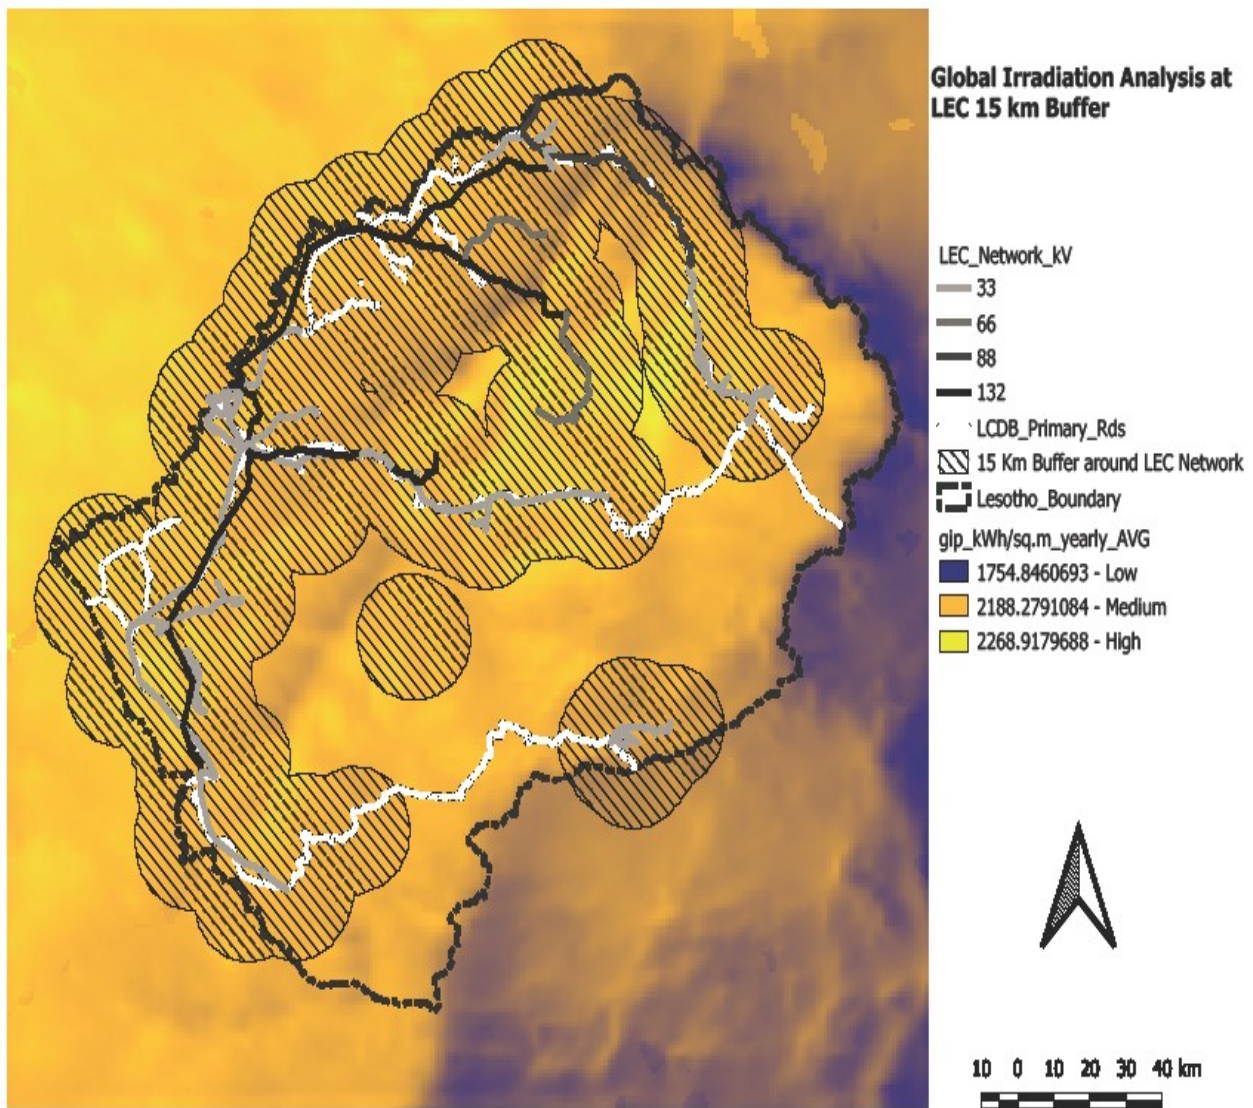 Global Irradiation Analysis at
LEC 15 km Buffer
LEC_Network_kV
33
66
88
132
LCDB_Primary_Rds
15 Km Buffer around LEC Network
Lesotho_Boundary
gip_kWh/sq.m_yearly_AVG
1754.8460693 - Low
2188.2791084 - Medium
2268.9179688 - High
10 0 10 20 30 40 km